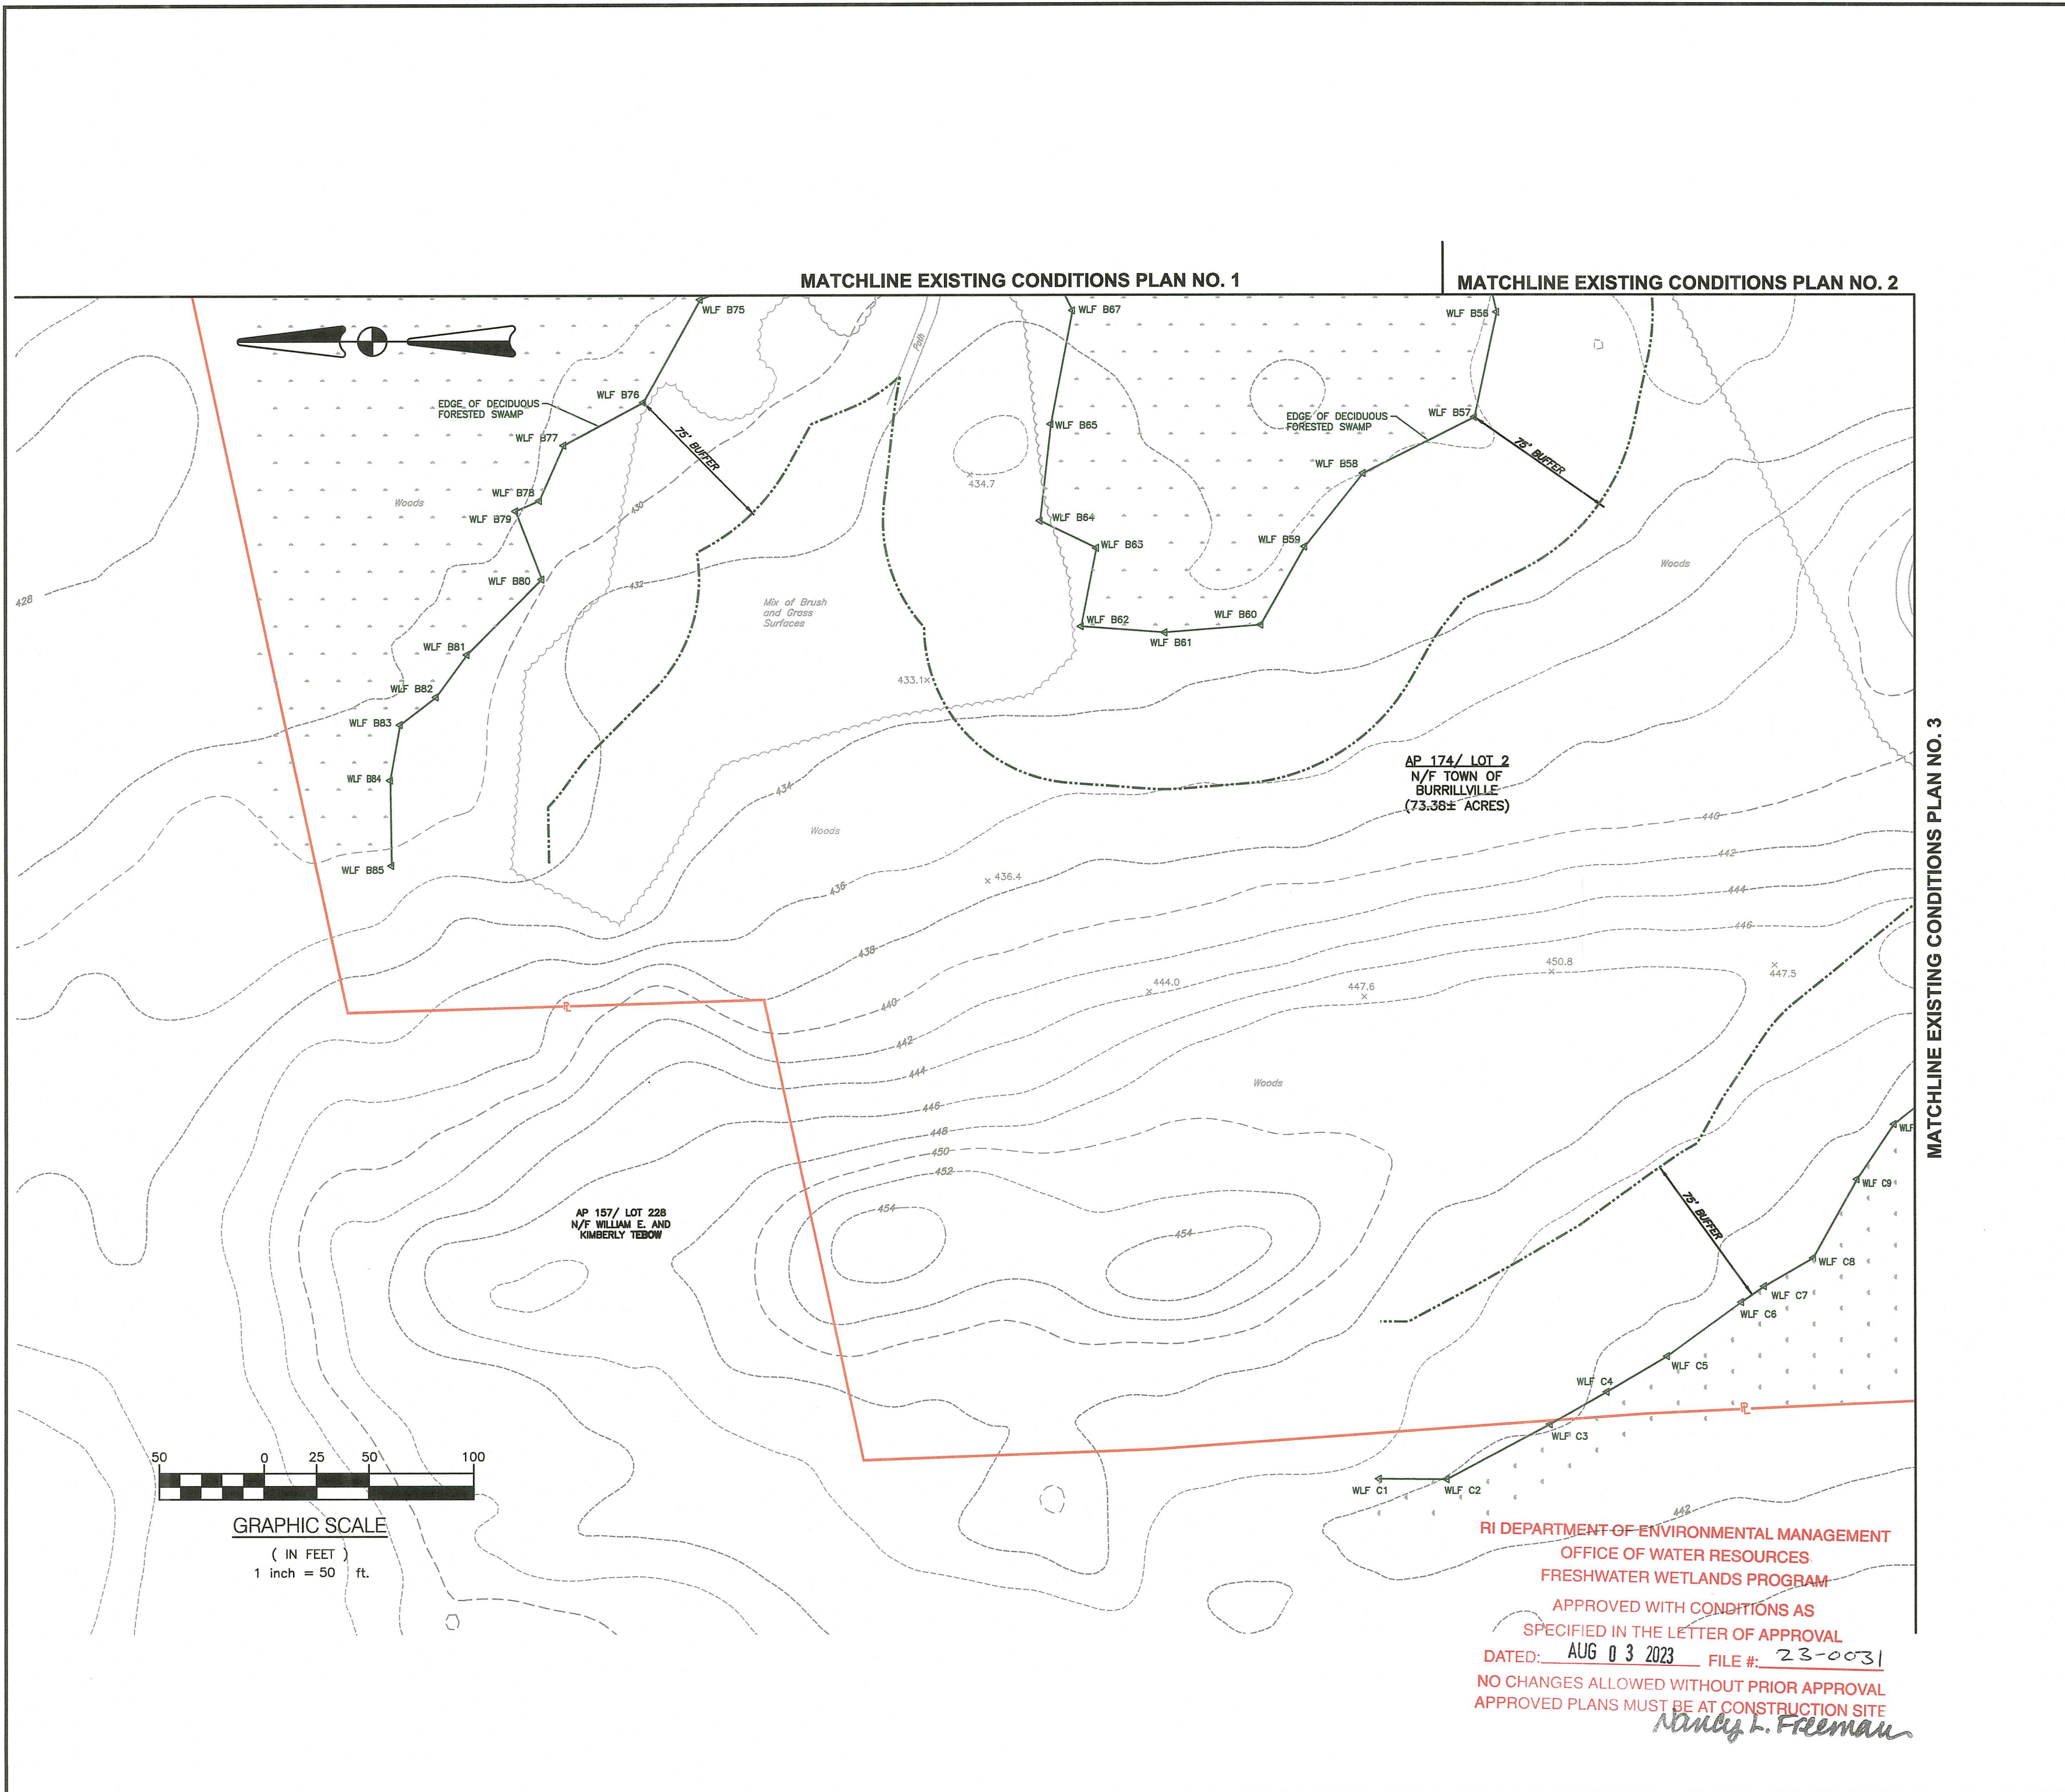 MATCHLINE EXISTING CONDITIONS PLAN NO. 1
MATCHLINE EXISTING CONDITIONS PLAN NO. 2
WLF B75
WLF B67
WLF B56
Path
WLF B76
EDGE OF DECIDUOUS
FORESTED SWAMP
WLF B77
75' BUFFER
WLF B65
EDGE OF DECIDUOUS
FORESTED SWAMP
WLF B57
75' BUFFER
WLF B58
434.7
WLF B78
Woods
WLF B79
430
WLF B64
WLF B63
WLF B59
Woods
WLF B80
432
428
Mix of Brush
and Grass
Surfaces
WLF B62
WLF B60
WLF B61
WLF B81
433.1
WLF B82
WLF B83
WLF B84
434
AP 174/ LOT 2
N/F TOWN OF
BURRILLVILLE
(73.38± ACRES)
MATCHLINE EXISTING CONDITIONS PLAN NO. 3
440
Woods
442
WLF B85
436.4
436
444
446
438
450.8
447.5
444.0
447.6
440
PL
442
444
Woods
446
448
WLF
450
452
WLF C9
75' BUFFER
454
AP 157/ LOT 228
N/F WILLIAM E. AND
KIMBERLY TEBOW
454
WLF C8
WLF C7
WLF C6
WLF C5
WLF C4
PL
WLF C3
WLF C1
WLF C2
442
50 0 25 50 100
GRAPHIC SCALE
( IN FEET )
1 inch = 50 ft.
RI DEPARTMENT OF ENVIRONMENTAL MANAGEMENT
OFFICE OF WATER RESOURCES
FRESHWATER WETLANDS PROGRAM
APPROVED WITH CONDITIONS AS
SPECIFIED IN THE LETTER OF APPROVAL
DATED: AUG 03 2023 FILE #: 23-0031
NO CHANGES ALLOWED WITHOUT PRIOR APPROVAL
APPROVED PLANS MUST BE AT CONSTRUCTION SITE
Nancy L. Freeman